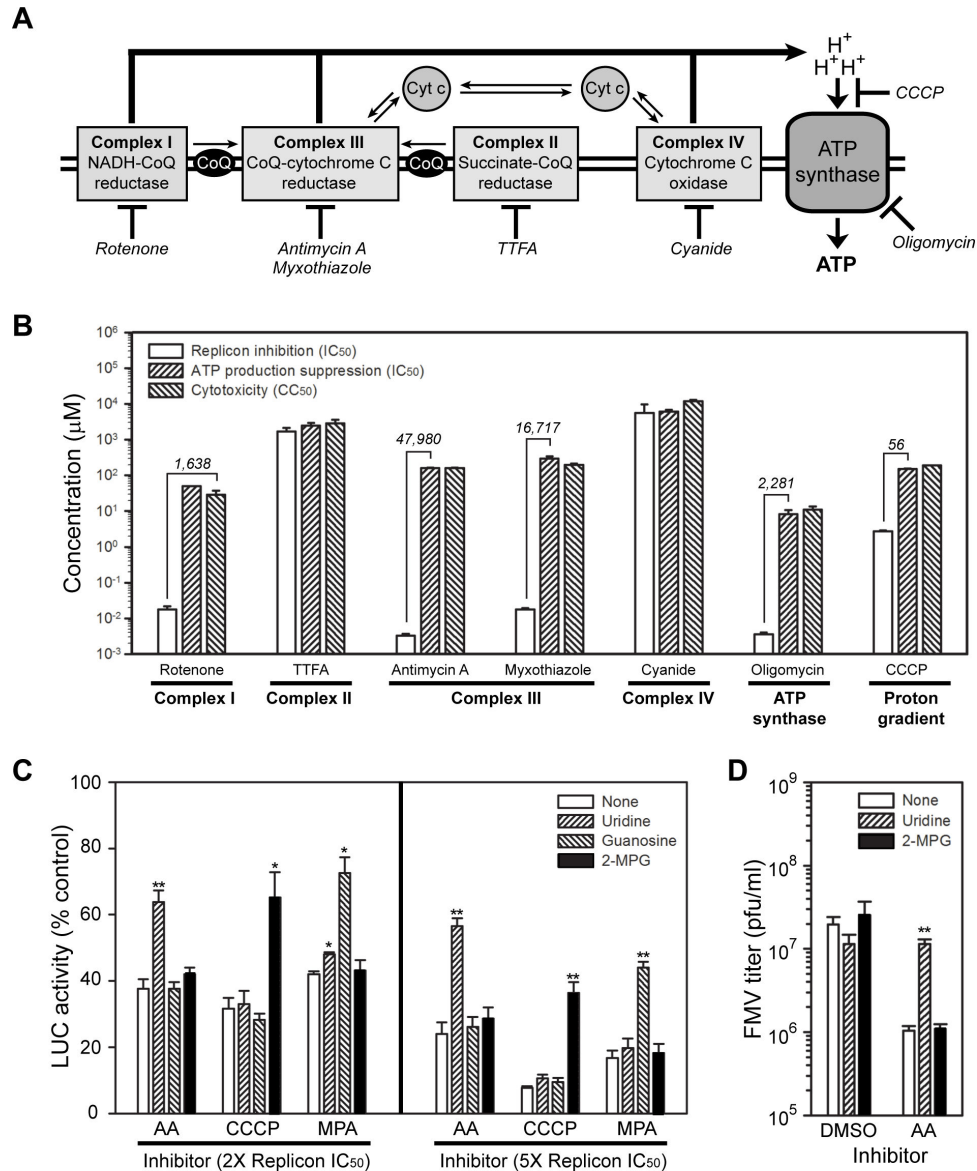 A
H+
H+ H+
CCCP
Cyt c
Cyt c
Complex I
NADH-CoQ
reductase
CoQ
Complex III
CoQ-cytochrome C
reductase
CoQ
Complex II
Succinate-CoQ
reductase
Complex IV
Cytochrome C
oxidase
ATP
synthase
Rotenone
Antimycin A
Myxothiazole
TTFA
Cyanide
Oligomycin
ATP
B
Concentration (μM)
10^6
10^5
10^4
10^3
10^2
10^1
10^0
10^-1
10^-2
10^-3
Replicon inhibition (IC50)
ATP production suppression (IC50)
Cytotoxicity (CC50)
1,638
47,980
16,717
2,281
56
Rotenone
TTFA
Antimycin A
Myxothiazole
Cyanide
Oligomycin
CCCP
Complex I
Complex II
Complex III
Complex IV
ATP
synthase
Proton
gradient
C
LUC activity (% control)
100
80
60
40
20
0
None
Uridine
Guanosine
2-MPG
**
*
*
*
**
**
**
AA
CCCP
MPA
Inhibitor (2X Replicon IC50)
AA
CCCP
MPA
Inhibitor (5X Replicon IC50)
D
FMV titer (pfu/ml)
10^9
10^8
10^7
10^6
10^5
None
Uridine
2-MPG
**
DMSO
AA
Inhibitor